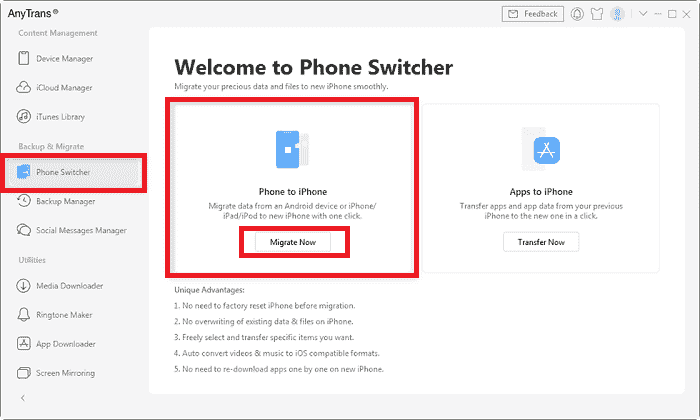 AnyTrans®
Feedback
Content Management
Device Manager
iCloud Manager
iTunes Library
Backup & Migrate
Phone Switcher
Backup Manager
Social Messages Manager
Utilities
Media Downloader
Ringtone Maker
App Downloader
Screen Mirroring
Welcome to Phone Switcher
Migrate your precious data and files to new iPhone smoothly.
Phone to iPhone
Migrate data from an Android device or iPhone/
iPad/iPod to new iPhone with one click.
Migrate Now
Apps to iPhone
Transfer apps and app data from your previous
iPhone to the new one in a click.
Transfer Now
Unique Advantages:
1. No need to factory reset iPhone before migration.
2. No overwriting of existing data & files on iPhone.
3. Freely select and transfer specific items you want.
4. Auto convert videos & music to iOS compatible formats.
5. No need to re-download apps one by one on new iPhone.